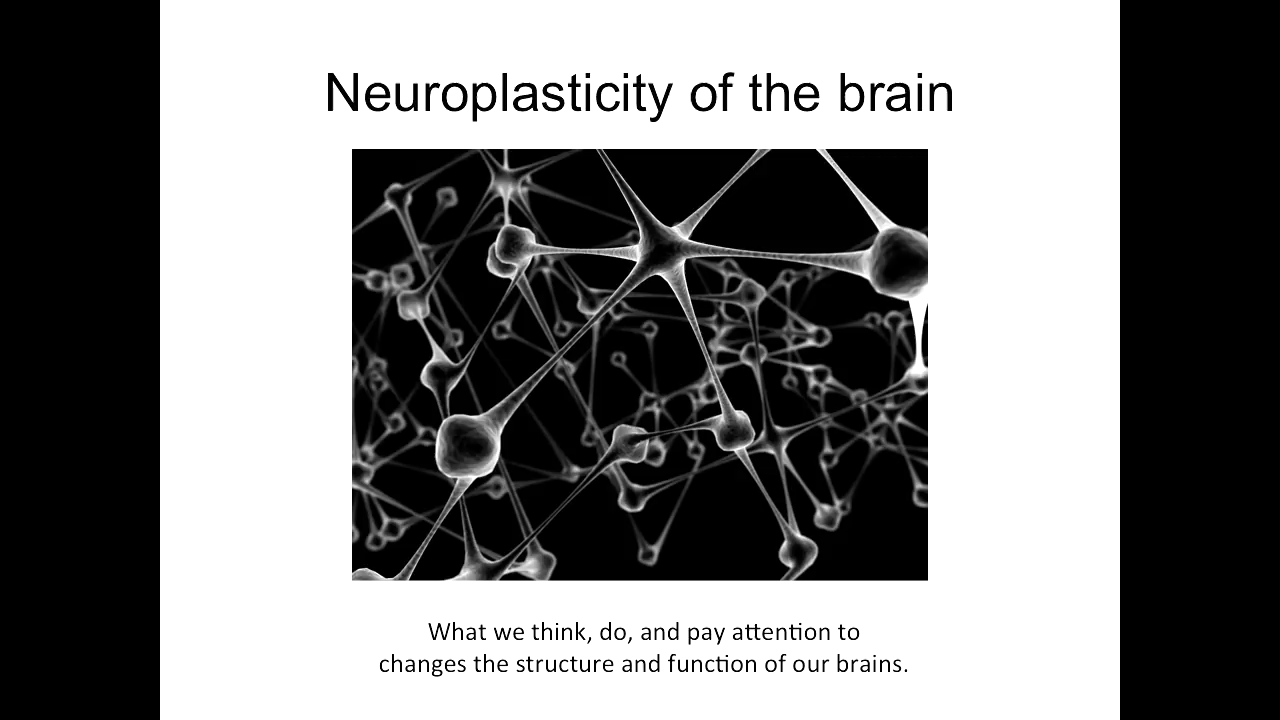 Neuroplasticity of the brain
What we think, do, and pay attention to
changes the structure and function of our brains.